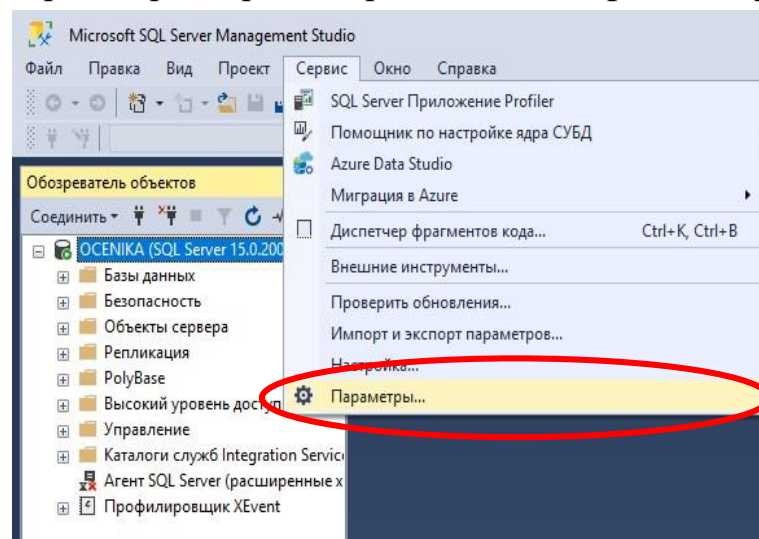 Microsoft SQL Server Management Studio
Файл Правка Вид Проект Сервис Окно Справка
SQL Server Приложение Profiler
Помощник по настройке ядра СУБД
Azure Data Studio
Миграция в Azure
Диспетчер фрагментов кода... Ctrl+K, Ctrl+B
Внешние инструменты...
Проверить обновления...
Импорт и экспорт параметров...
Настройка...
Параметры...
Обозреватель объектов
Соединить
OCENIKA (SQL Server 15.0.200
Базы данных
Безопасность
Объекты сервера
Репликация
PolyBase
Высокий уровень доступ
Управление
Каталоги служб Integration Servic
Агент SQL Server (расширенные х
Профилировщик XEvent